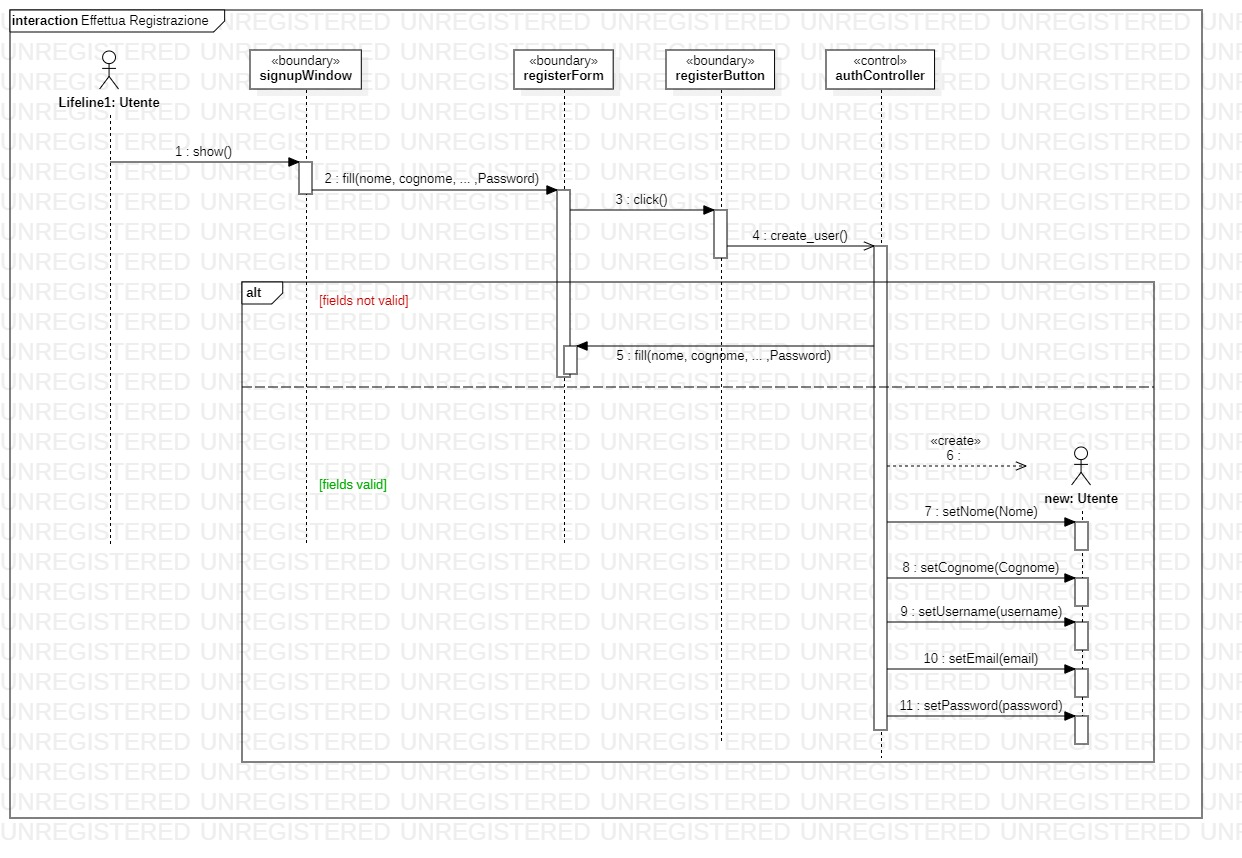 interaction Effettua Registrazione
Lifeline1: Utente
«boundary»
signupWindow
«boundary»
registerForm
«boundary»
registerButton
«control»
authController
1 : show()
2 : fill(nome, cognome, ... ,Password)
3 : click()
4 : create_user()
alt
[fields not valid]
5 : fill(nome, cognome, ... ,Password)
[fields valid]
«create»
6 :
new: Utente
7 : setNome(Nome)
8 : setCognome(Cognome)
9 : setUsername(username)
10 : setEmail(email)
11 : setPassword(password)
UNREGISTERED